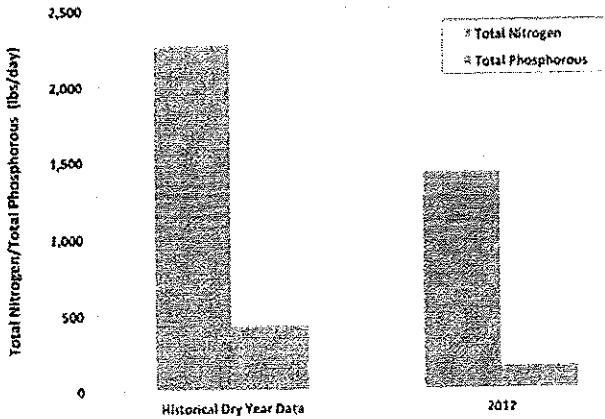 Total Nitrogen/Total Phosphorous (lbs/day)
2,500
2,000
1,500
1,000
500
0
Total Nitrogen
Total Phosphorous
Historical Dry Year Data
2012